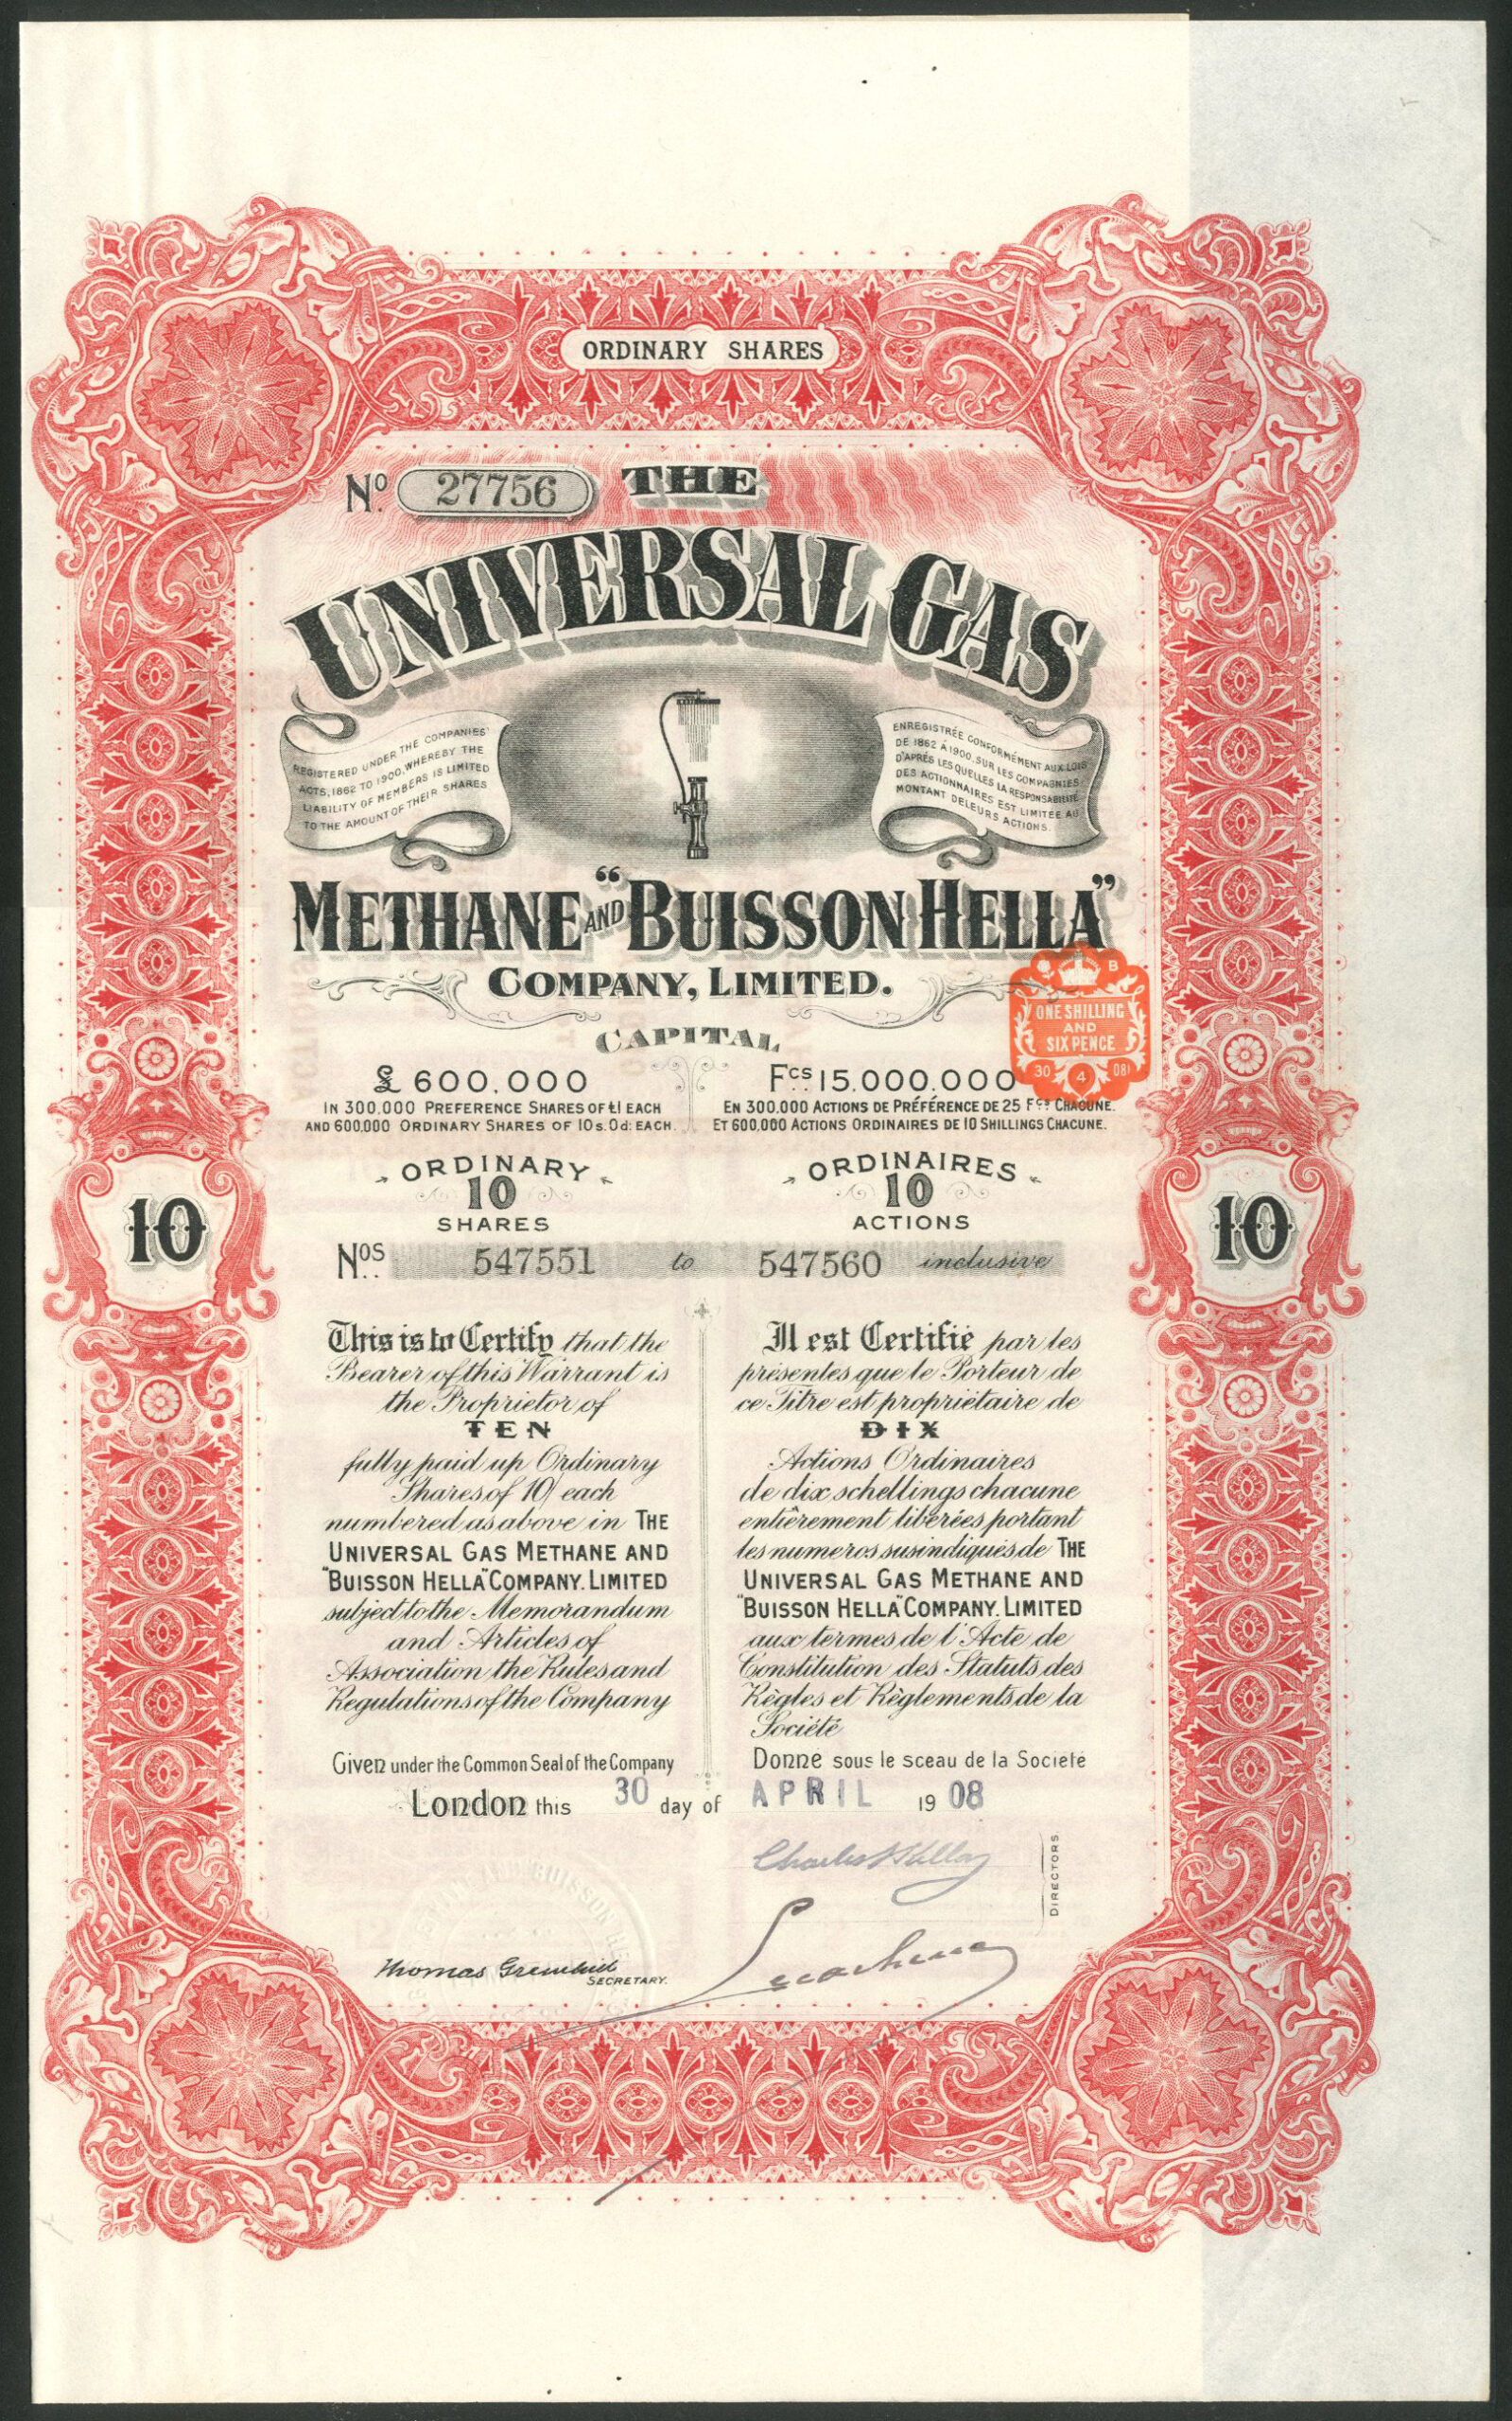 ORDINARY SHARES
No. 27756
THE
UNIVERSAL GAS
REGISTERED UNDER THE COMPANIES'
ACTS, 1862 TO 1900, WHEREBY THE
LIABILITY OF MEMBERS IS LIMITED
TO THE AMOUNT OF THEIR SHARES
ENREGISTRÉE CONFORMÉMENT AUX LOIS
DE 1862 À 1900, SUR LES COMPAGNIES
D'APRÈS LESQUELLES LA RESPONSABILITÉ
DES ACTIONNAIRES EST LIMITEE AU
MONTANT DE LEURS ACTIONS.
METHANE AND "BUISSON HELLA"
COMPANY, LIMITED.
B
ONE SHILLING
AND
SIX PENCE
30 4 08
CAPITAL
£ 600.000
IN 300,000 PREFERENCE SHARES OF £1 EACH
AND 600,000 ORDINARY SHARES OF 10s. 0d: EACH.
Fcs 15.000.000
EN 300.000 ACTIONS DE PRÉFÉRENCE DE 25 Fcs CHACUNE.
ET 600,000 ACTIONS ORDINAIRES DE 10 SHILLINGS CHACUNE.
ORDINARY
10
SHARES
ORDINAIRES
10
ACTIONS
10
10
Nos 547551 to 547560 inclusive
This is to Certify that the
Bearer of this Warrant is
the Proprietor of
TEN
fully paid up Ordinary
Shares of 10/ each
numbered as above in THE
UNIVERSAL GAS METHANE AND
"BUISSON HELLA" COMPANY. LIMITED
subject to the Memorandum
and Articles of
Association the Rules and
Regulations of the Company
Il est Certifié par les
présentes que le Porteur de
ce Titre est propriétaire de
DIX
Actions Ordinaires
de dix schellings chacune
entièrement libérées portant
les numeros susindiqués de THE
UNIVERSAL GAS METHANE AND
"BUISSON HELLA" COMPANY. LIMITED
aux termes de l'Acte de
Constitution des Statuts des
Règles et Règlements de la
Société
Given under the Common Seal of the Company
Donne sous le sceau de la Societé
London this 30 day of APRIL 1908
DIRECTORS
Thomas Greenhill
SECRETARY.
AND BUISSON